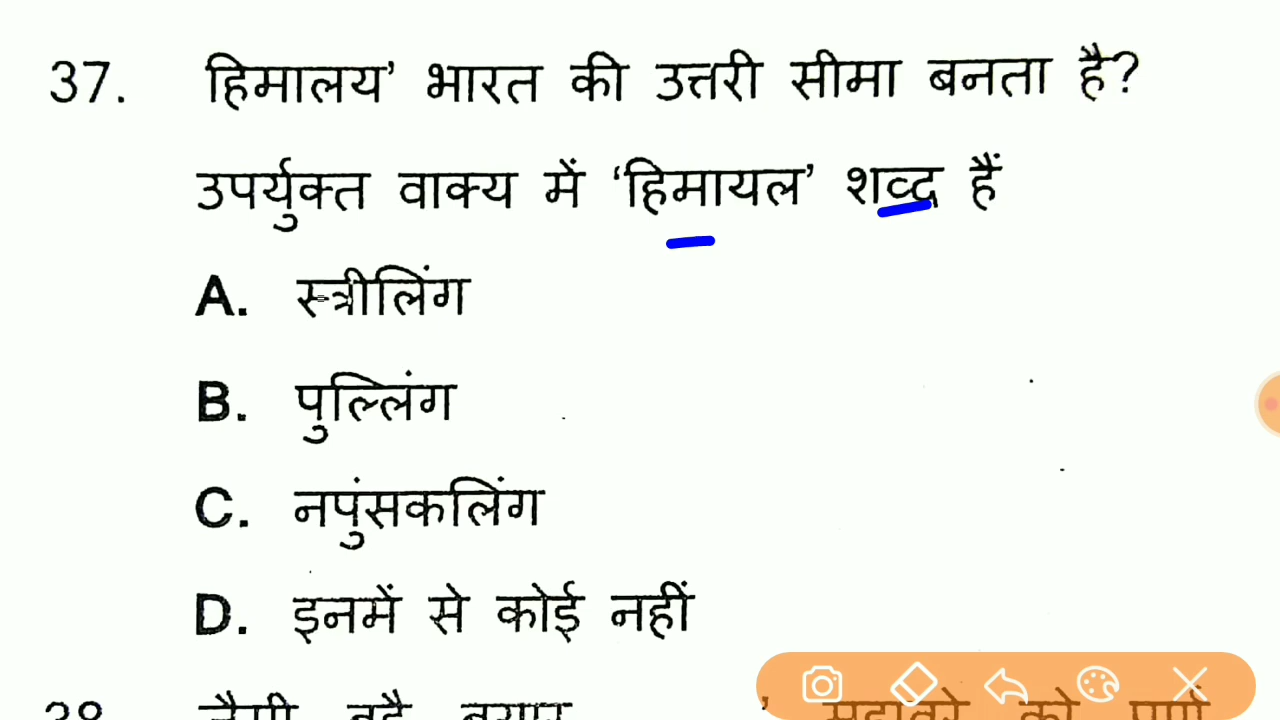 37. हिमालय' भारत की उत्तरी सीमा बनता है?
उपर्युक्त वाक्य में 'हिमायल' शव्द हैं
A. स्त्रीलिंग
B. पुल्लिंग
C. नपुंसकलिंग
D. इनमें से कोई नहीं